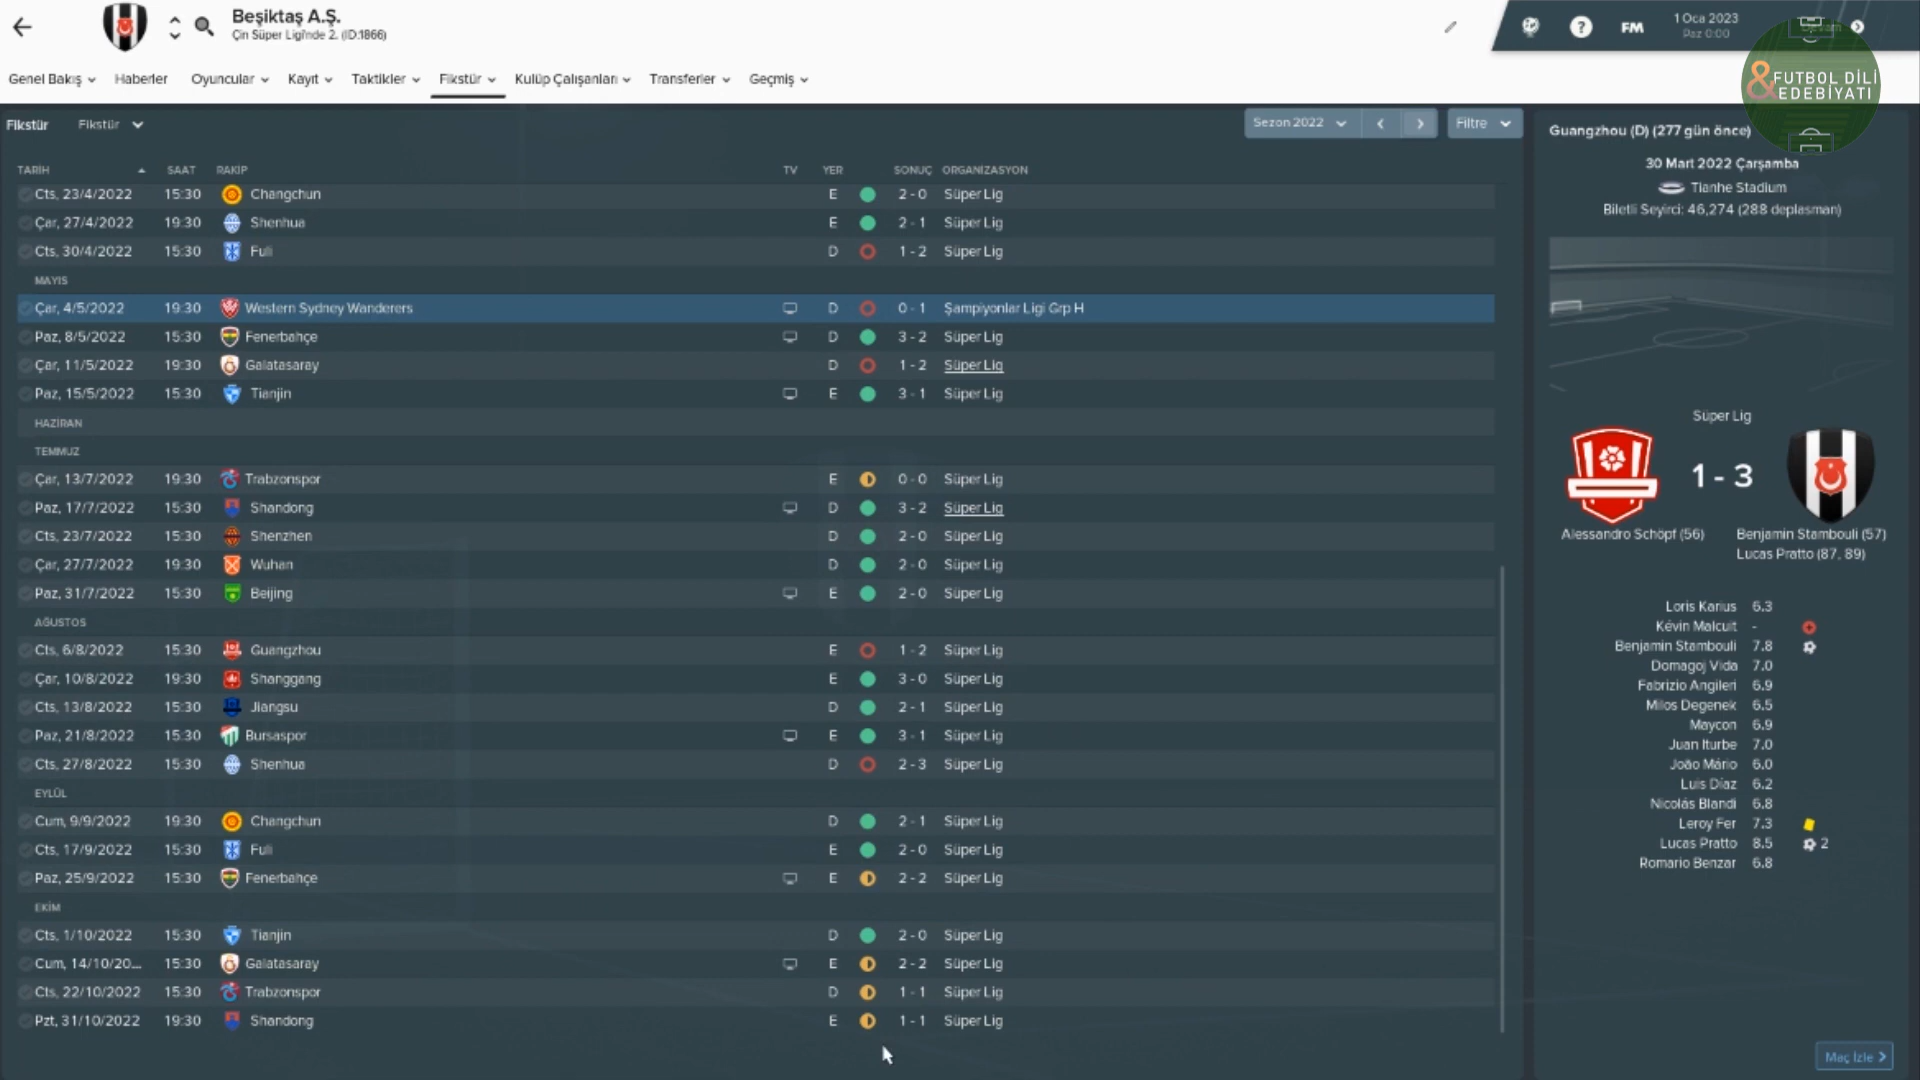 Beşiktaş A.Ş.
Çin Süper Ligi'nde 2. (ID:1866)
FM
1 Oca 2023
Paz 0:00
&FUTBOL DİLİ
EDEBİYATI
Genel Bakış Haberler Oyuncular Kayıt Taktikler Fikstür Kulüp Çalışanları Transferler Geçmiş
Fikstür Fikstür Sezon 2022 Filtre
TARİH SAAT RAKİP TV YER SONUÇ ORGANİZASYON
Cts, 23/4/2022 15:30 Changchun E 2 - 0 Süper Lig
Çar, 27/4/2022 19:30 Shenhua E 2 - 1 Süper Lig
Cts, 30/4/2022 15:30 Fuli D 1 - 2 Süper Lig
MAYIS
Çar, 4/5/2022 19:30 Western Sydney Wanderers D 0 - 1 Şampiyonlar Ligi Grp H
Paz, 8/5/2022 15:30 Fenerbahçe D 3 - 2 Süper Lig
Çar, 11/5/2022 19:30 Galatasaray D 1 - 2 Süper Lig
Paz, 15/5/2022 15:30 Tianjin E 3 - 1 Süper Lig
HAZİRAN
TEMMUZ
Çar, 13/7/2022 19:30 Trabzonspor E 0 - 0 Süper Lig
Paz, 17/7/2022 15:30 Shandong D 3 - 2 Süper Lig
Cts, 23/7/2022 15:30 Shenzhen D 2 - 0 Süper Lig
Çar, 27/7/2022 19:30 Wuhan D 2 - 0 Süper Lig
Paz, 31/7/2022 15:30 Beijing E 2 - 0 Süper Lig
AĞUSTOS
Cts, 6/8/2022 15:30 Guangzhou E 1 - 2 Süper Lig
Çar, 10/8/2022 19:30 Shanggang E 3 - 0 Süper Lig
Cts, 13/8/2022 15:30 Jiangsu D 2 - 1 Süper Lig
Paz, 21/8/2022 15:30 Bursaspor E 3 - 1 Süper Lig
Cts, 27/8/2022 15:30 Shenhua D 2 - 3 Süper Lig
EYLÜL
Cum, 9/9/2022 19:30 Changchun D 2 - 1 Süper Lig
Cts, 17/9/2022 15:30 Fuli E 2 - 0 Süper Lig
Paz, 25/9/2022 15:30 Fenerbahçe E 2 - 2 Süper Lig
EKİM
Cts, 1/10/2022 15:30 Tianjin D 2 - 0 Süper Lig
Cum, 14/10/20... 15:30 Galatasaray E 2 - 2 Süper Lig
Cts, 22/10/2022 15:30 Trabzonspor D 1 - 1 Süper Lig
Pzt, 31/10/2022 19:30 Shandong E 1 - 1 Süper Lig
Guangzhou (D) (277 gün önce)
30 Mart 2022 Çarşamba
Tianhe Stadium
Biletli Seyirci: 46,274 (288 deplasman)
Süper Lig
1 - 3
Alessandro Schöpf (56) Benjamin Stambouli (57)
Lucas Pratto (87, 89)
Loris Karius 6.3
Kévin Malcuit -
Benjamin Stambouli 7.8
Domagoj Vida 7.0
Fabrizio Angileri 6.9
Milos Degenek 6.5
Maycon 6.9
Juan Iturbe 7.0
João Mário 6.0
Luis Díaz 6.2
Nicolás Blandi 6.8
Leroy Fer 7.3
Lucas Pratto 8.5 2
Romario Benzar 6.8
Maç İzle